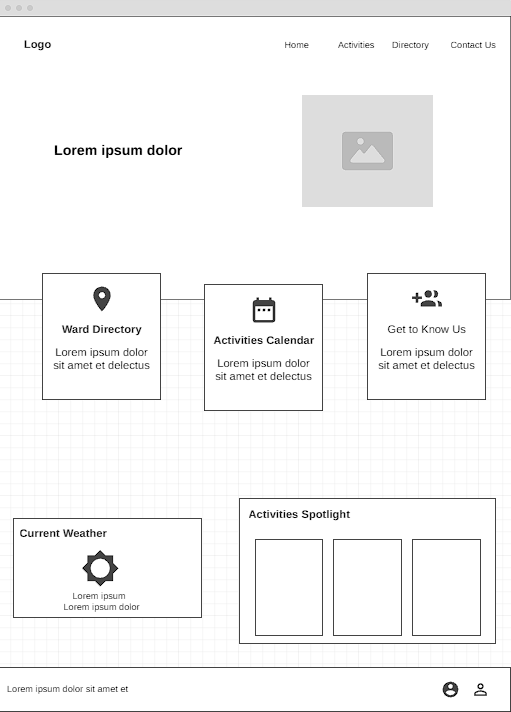 Logo
Home
Activities
Directory
Contact Us
Lorem ipsum dolor
Ward Directory
Lorem ipsum dolor
sit amet et delectus
Activities Calendar
Lorem ipsum dolor
sit amet et delectus
Get to Know Us
Lorem ipsum dolor
sit amet et delectus
Current Weather
Lorem ipsum
Lorem ipsum dolor
Activities Spotlight
Lorem ipsum dolor sit amet et